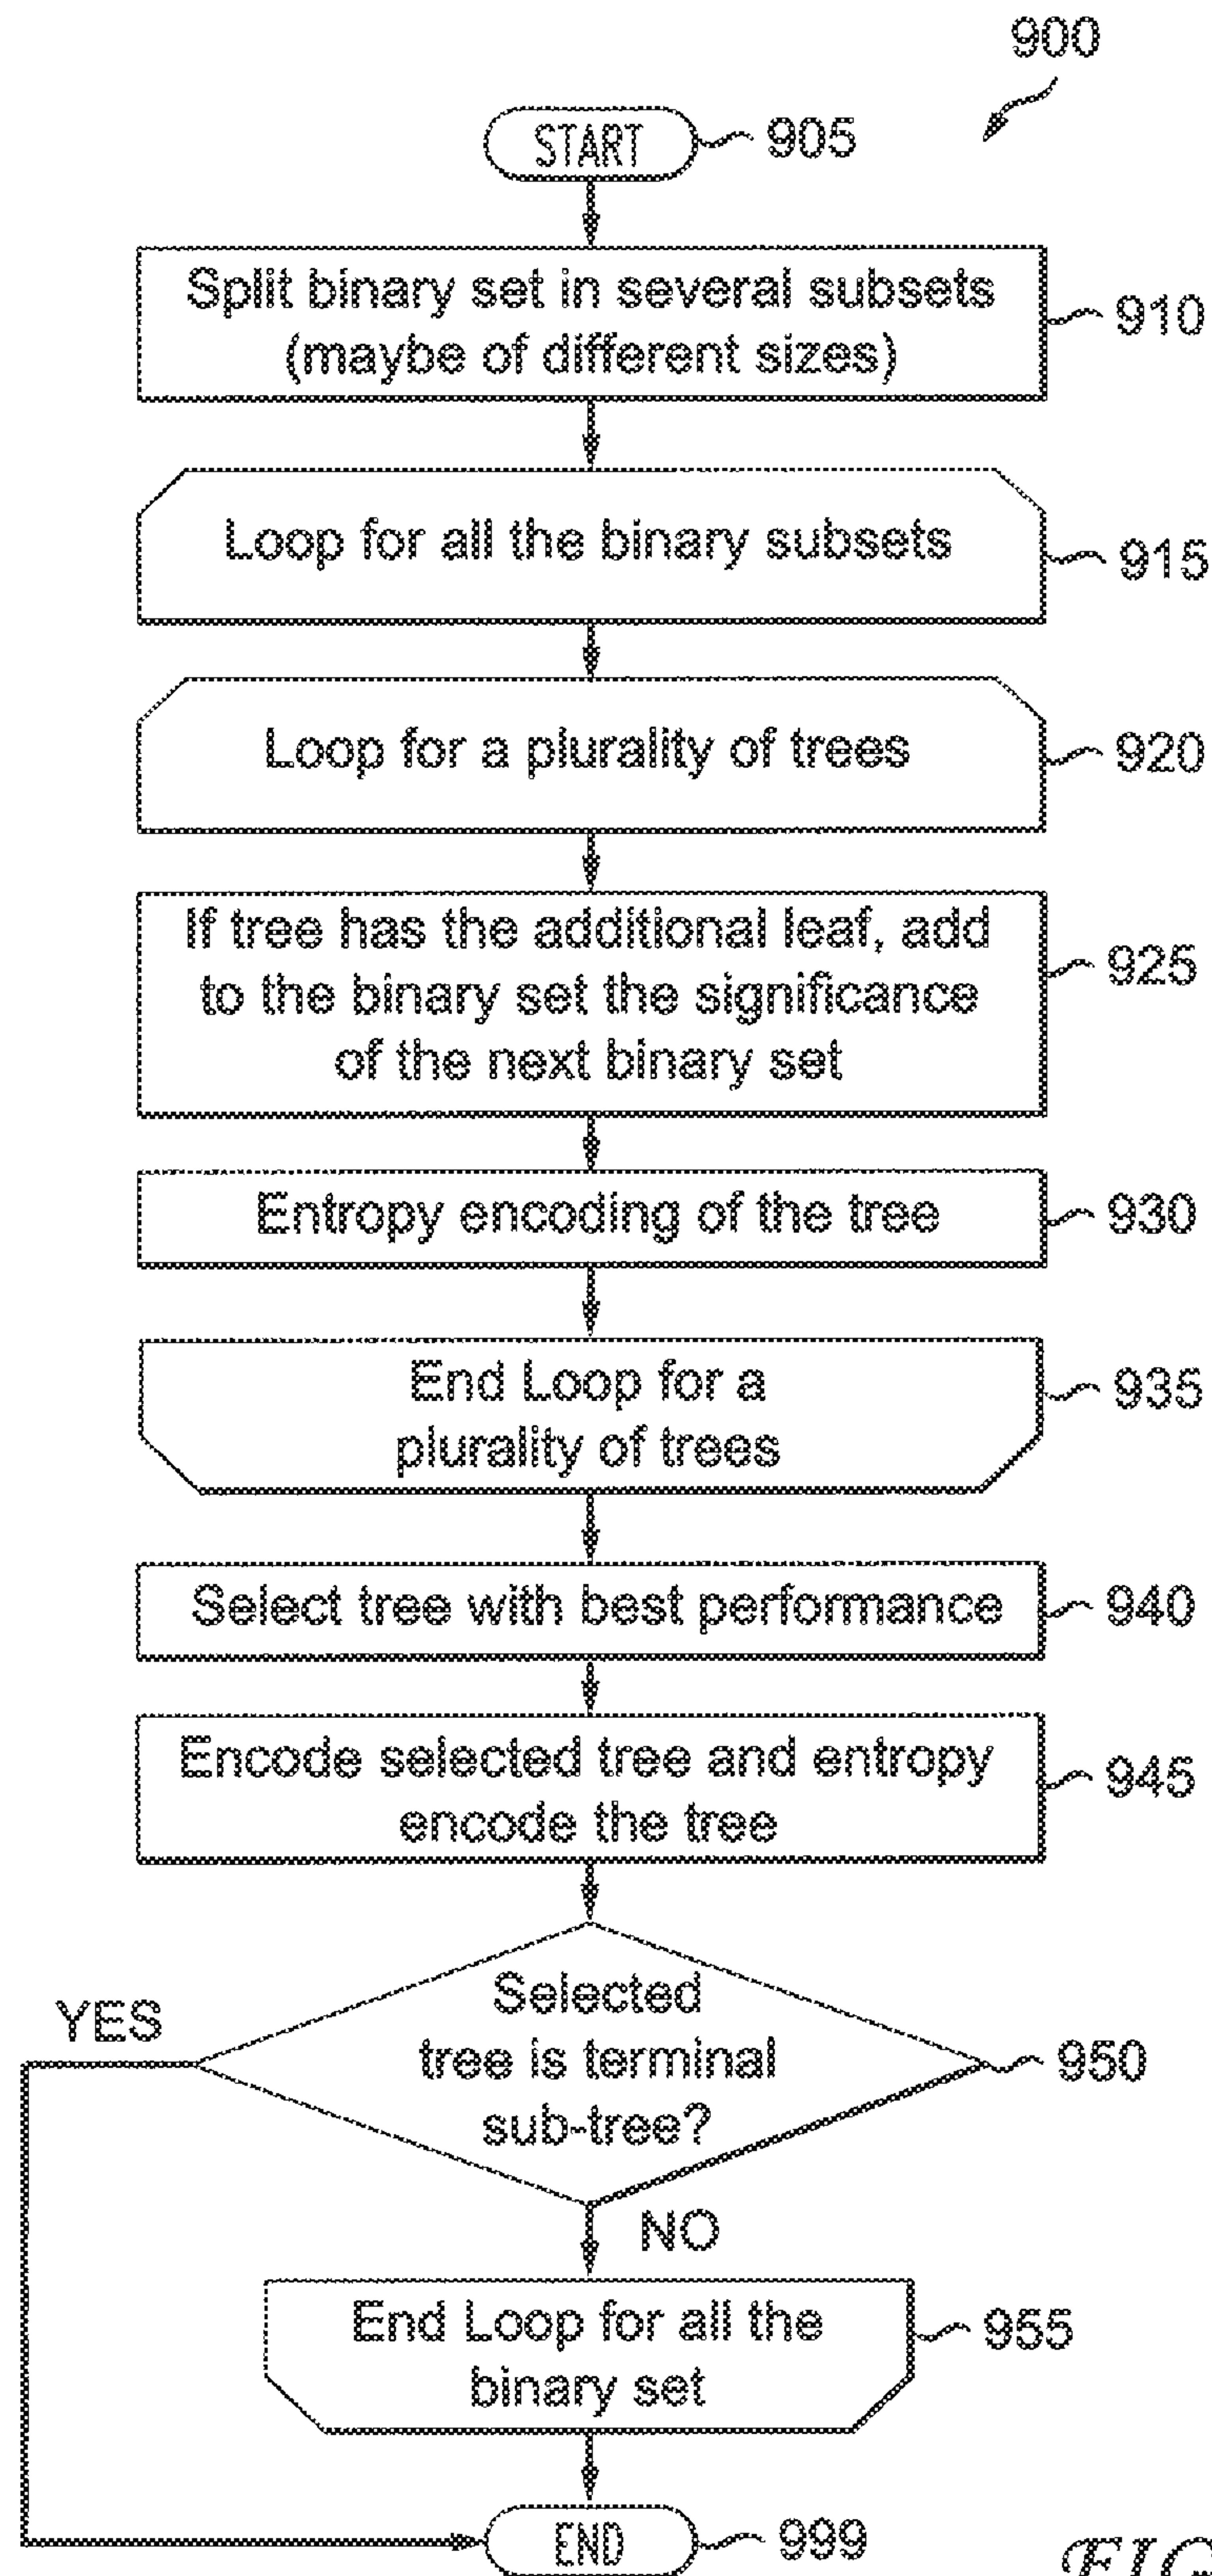 900
START
905
Split binary set in several subsets
(maybe of different sizes)
910
Loop for all the binary subsets
915
Loop for a plurality of trees
920
If tree has the additional leaf, add
to the binary set the significance
of the next binary set
925
Entropy encoding of the tree
930
End Loop for a
plurality of trees
935
Select tree with best performance
940
Encode selected tree and entropy
encode the tree
945
Selected
tree is terminal
sub-tree?
950
YES
NO
End Loop for all the
binary set
955
END
999